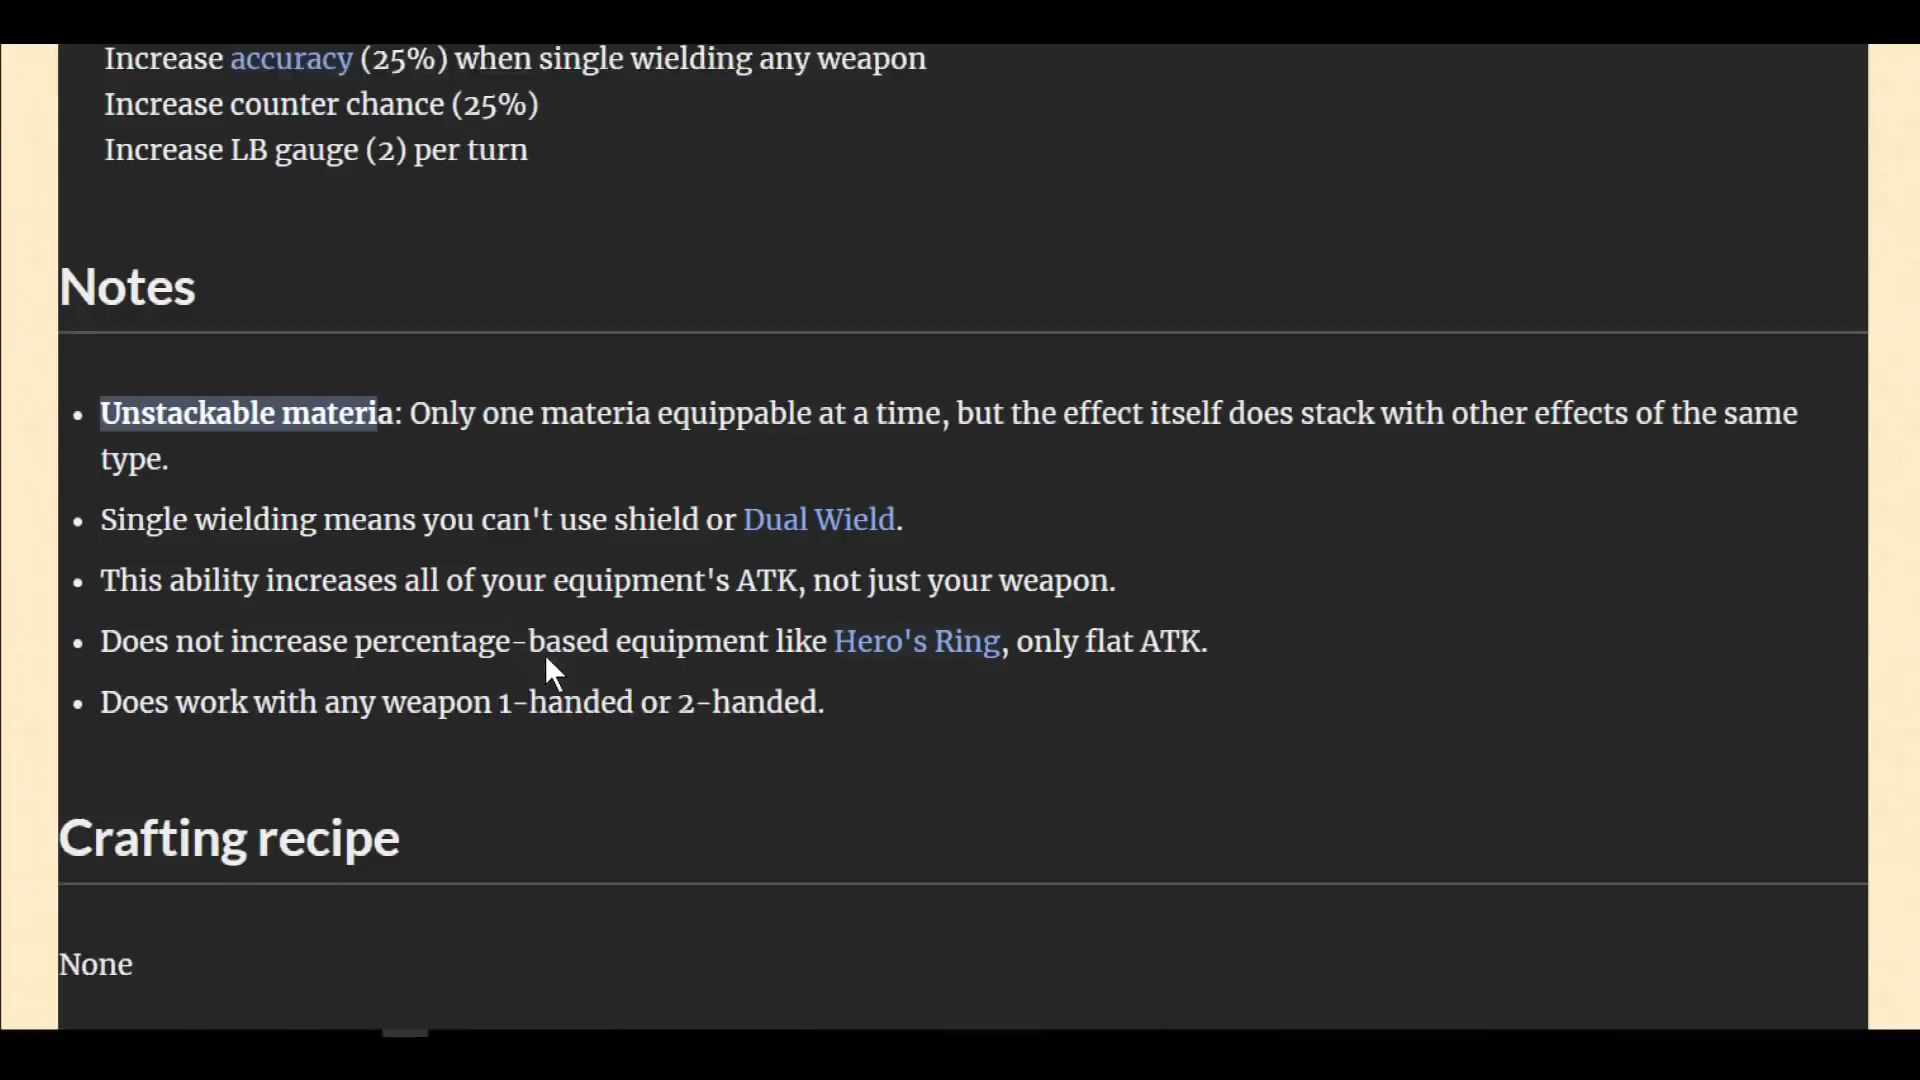 Increase accuracy (25%) when single wielding any weapon
Increase counter chance (25%)
Increase LB gauge (2) per turn
Notes
• Unstackable materia: Only one materia equippable at a time, but the effect itself does stack with other effects of the same
type.
• Single wielding means you can't use shield or Dual Wield.
• This ability increases all of your equipment's ATK, not just your weapon.
• Does not increase percentage-based equipment like Hero's Ring, only flat ATK.
• Does work with any weapon 1-handed or 2-handed.
Crafting recipe
None